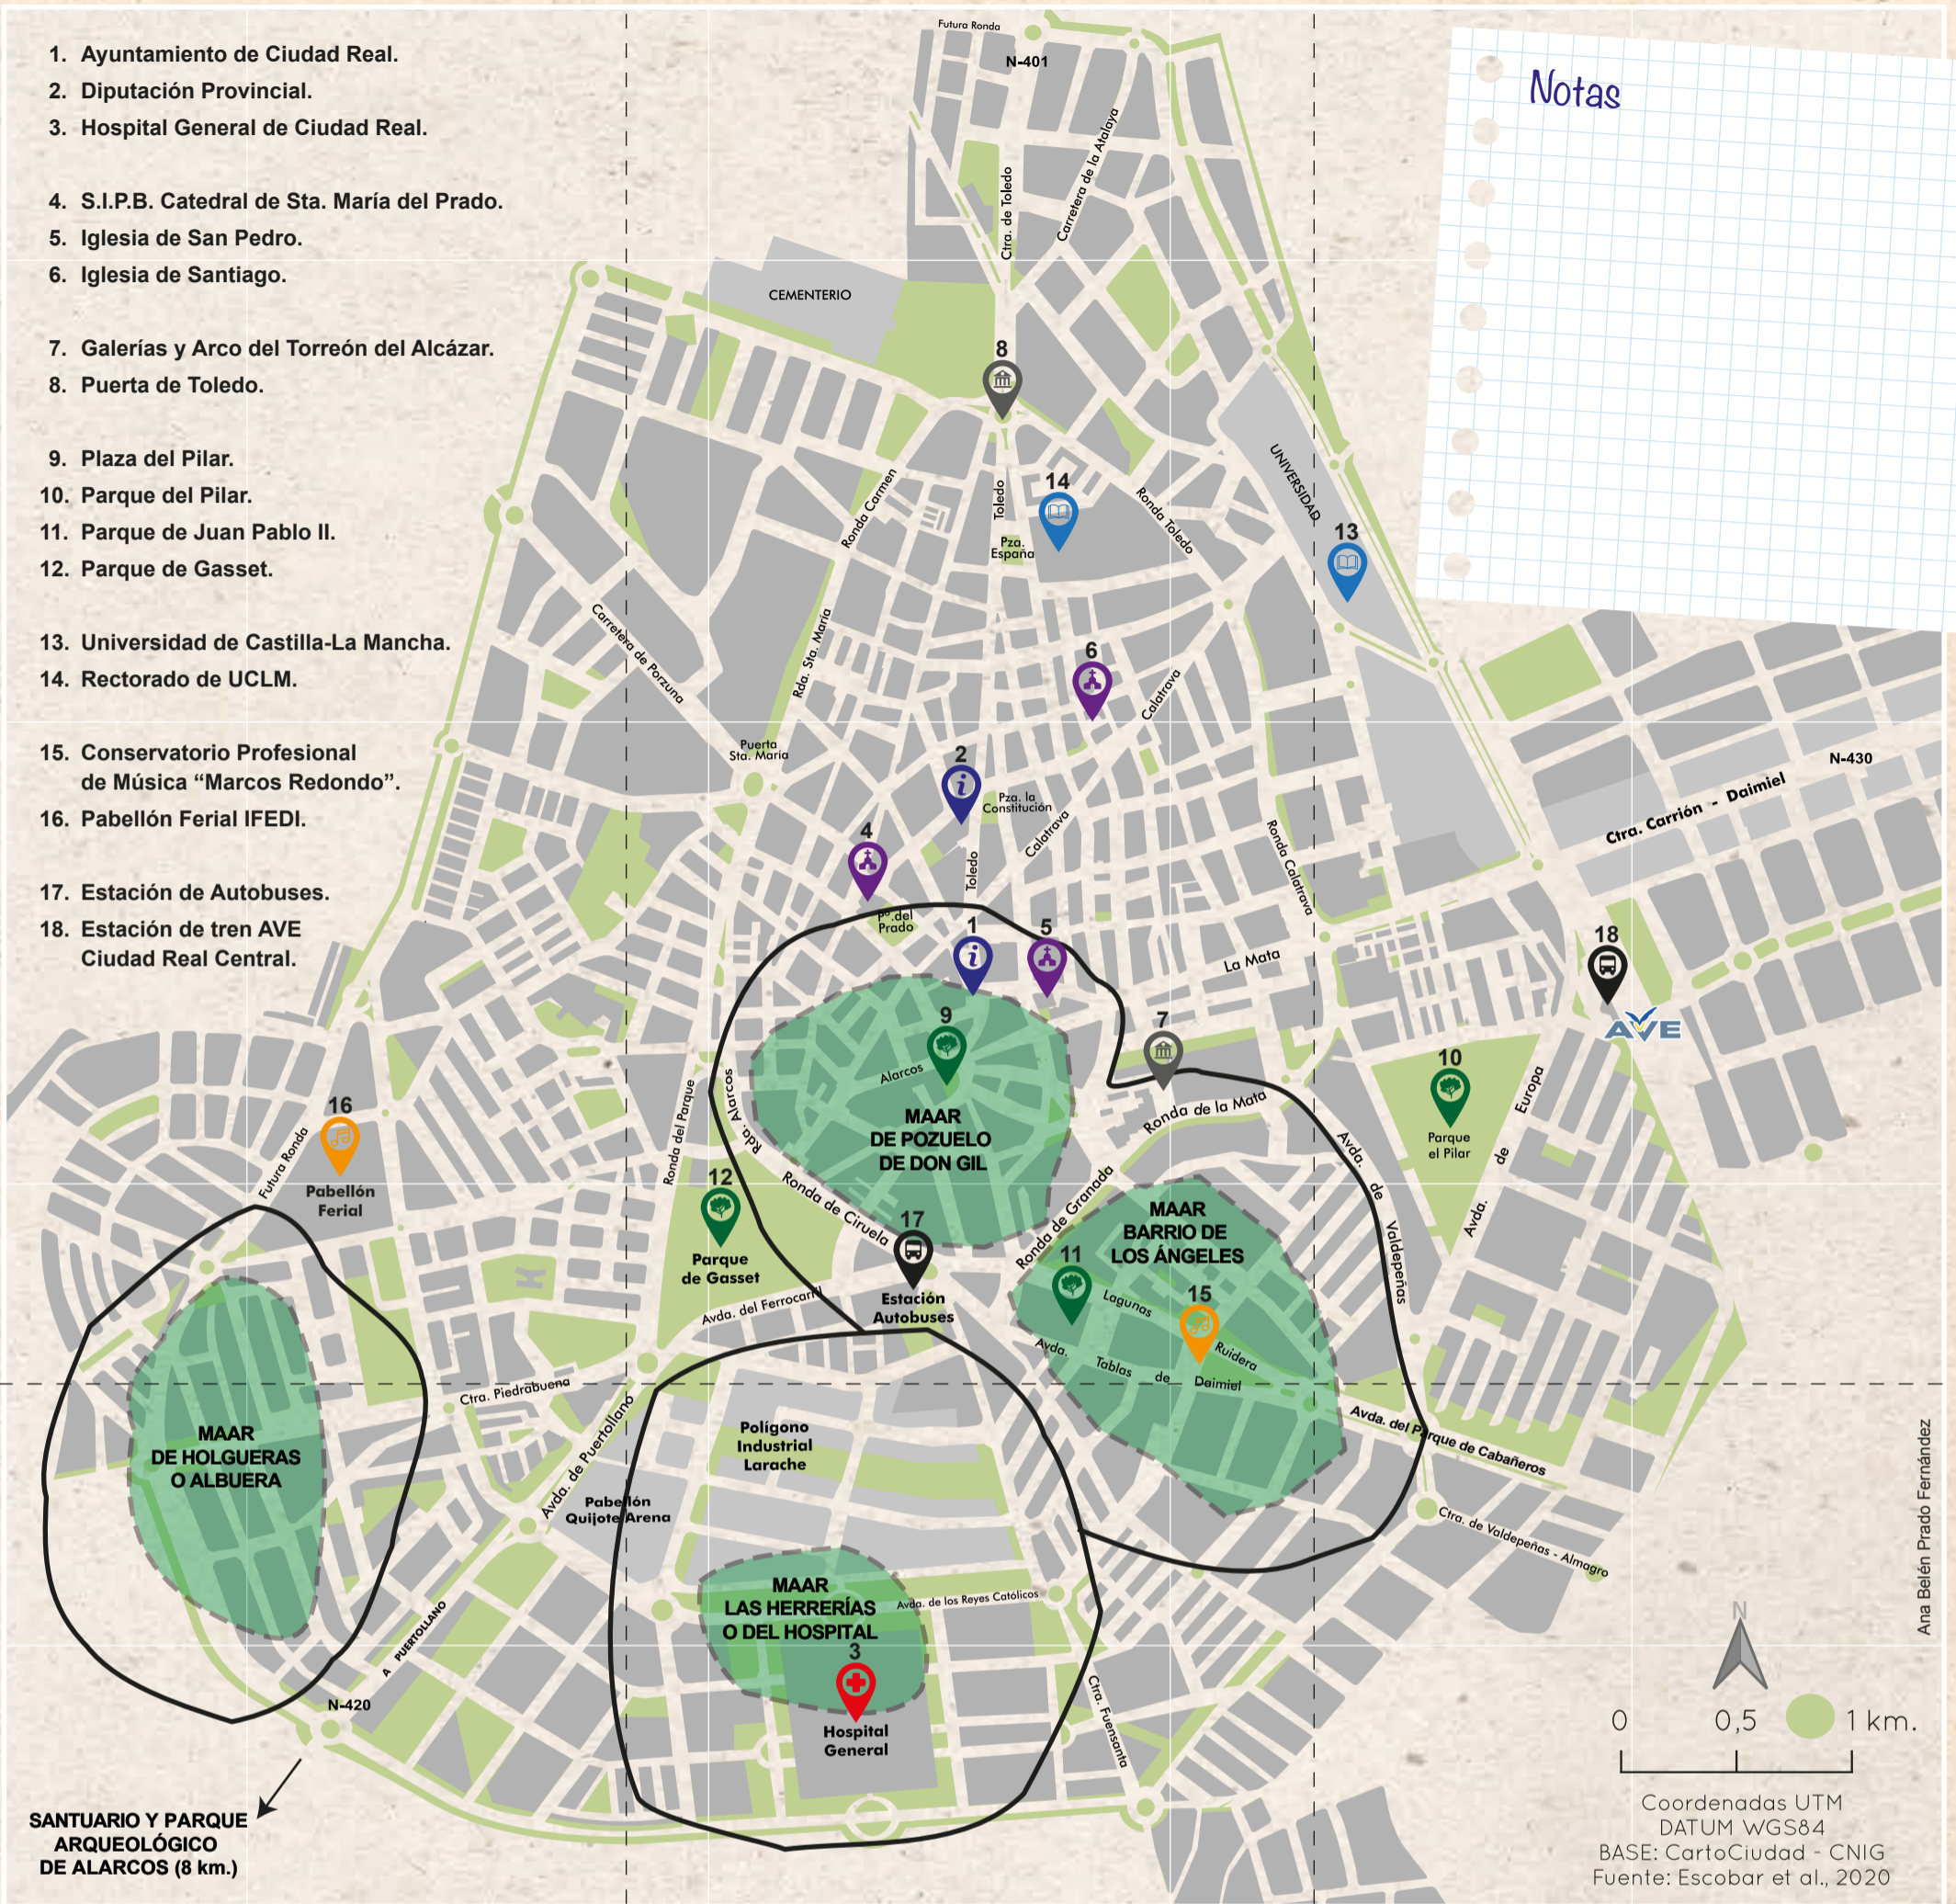 1. Ayuntamiento de Ciudad Real.
2. Diputación Provincial.
3. Hospital General de Ciudad Real.
4. S.I.P.B. Catedral de Sta. María del Prado.
5. Iglesia de San Pedro.
6. Iglesia de Santiago.
7. Galerías y Arco del Torreón del Alcázar.
8. Puerta de Toledo.
9. Plaza del Pilar.
10. Parque del Pilar.
11. Parque de Juan Pablo II.
12. Parque de Gasset.
13. Universidad de Castilla-La Mancha.
14. Rectorado de UCLM.
15. Conservatorio Profesional
de Música “Marcos Redondo”.
16. Pabellón Ferial IFEDI.
17. Estación de Autobuses.
18. Estación de tren AVE
Ciudad Real Central.
Notas
Futura Ronda
N-401
Ctra. de Toledo
Carretera de la Atalaya
CEMENTERIO
8
UNIVERSIDAD
14
13
Ronda Carmen
Toledo
Ronda Toledo
Pza.
España
Carretera de Porzuna
Rda. Sta. María
6
Calatrava
Puerta
Sta. María
2
Pza. la
Constitución
Calatrava
4
Toledo
Ronda Calatrava
N-430
Ctra. Carrión - Daimiel
Pº.del
Prado
1
5
La Mata
18
AVE
9
Alarcos
7
10
Parque
el Pilar
MAAR
DE POZUELO
DE DON GIL
Rda. Alarcos
Ronda del Parque
Ronda de la Mata
Avda. de Europa
Avda. de Valdepeñas
16
Pabellón
Ferial
Futura Ronda
12
Parque
de Gasset
Ronda de Ciruela
17
Estación
Autobuses
Ronda de Granada
MAAR
BARRIO DE
LOS ÁNGELES
11
Lagunas Ruidera
15
Avda. Tablas de Daimiel
Avda. del Ferrocarril
Ctra. Piedrabuena
Avda. de Puertollano
MAAR
DE HOLGUERAS
O ALBUERA
Polígono
Industrial
Larache
Pabellón
Quijote Arena
Avda. del Parque de Cabañeros
Ctra. de Valdepeñas - Almagro
MAAR
LAS HERRERÍAS
O DEL HOSPITAL
Avda. de los Reyes Católicos
3
Hospital
General
Ctra. Fuensanta
A PUERTOLLANO
N-420
SANTUARIO Y PARQUE
ARQUEOLÓGICO
DE ALARCOS (8 km.)
Ana Belén Prado Fernández
N
0 0,5 1 km.
Coordenadas UTM
DATUM WGS84
BASE: CartoCiudad - CNIG
Fuente: Escobar et al., 2020